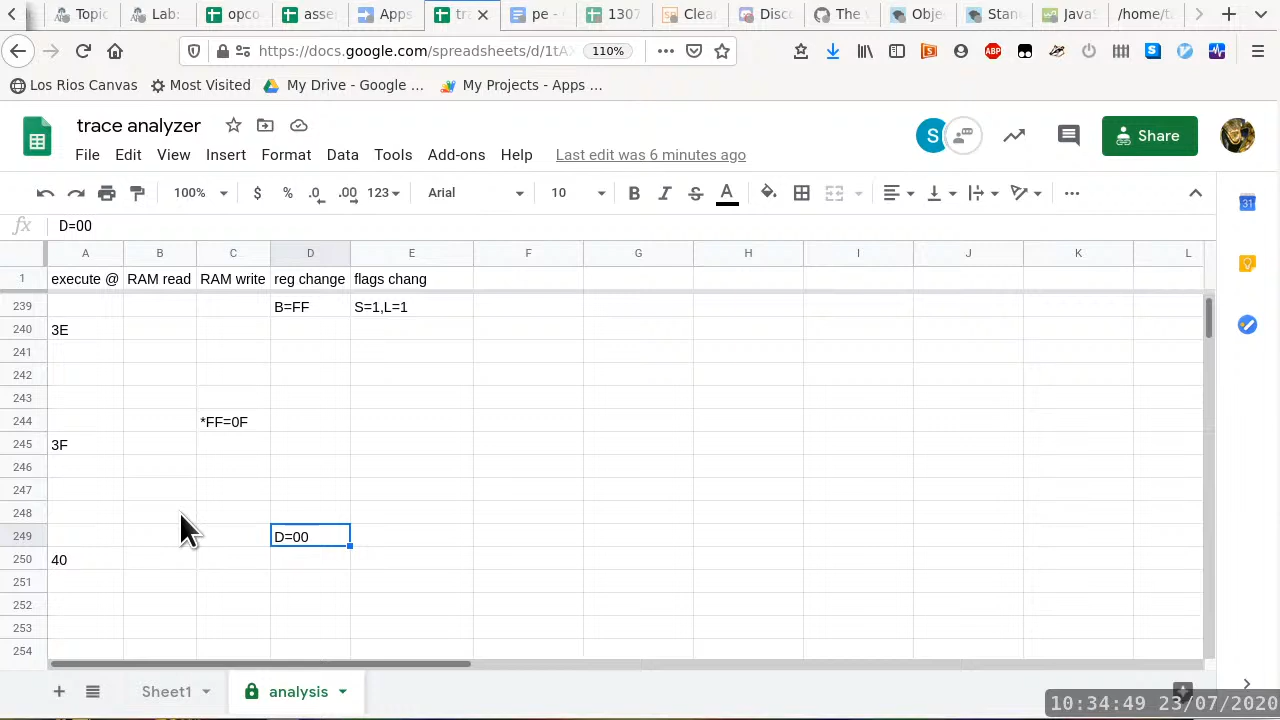 Topic
Lab:
opco
asser
Apps
tra
pe -
1307
Clea
Disc
The
Obje
Stan
JavaS
/home/t
https://docs.google.com/spreadsheets/d/1tAX
110%
Los Rios Canvas
Most Visited
My Drive - Google ...
My Projects - Apps ...
trace analyzer
S
Share
File Edit View Insert Format Data Tools Add-ons Help Last edit was 6 minutes ago
100% $ % .0 .00 123 Arial 10 B I S A
fx D=00
A B C D E F G H I J K L
1 execute @ RAM read RAM write reg change flags chang
239 B=FF S=1,L=1
240 3E
241
242
243
244 *FF=0F
245 3F
246
247
248
249 D=00
250 40
251
252
253
254
Sheet1 analysis
10:34:49 23/07/2020